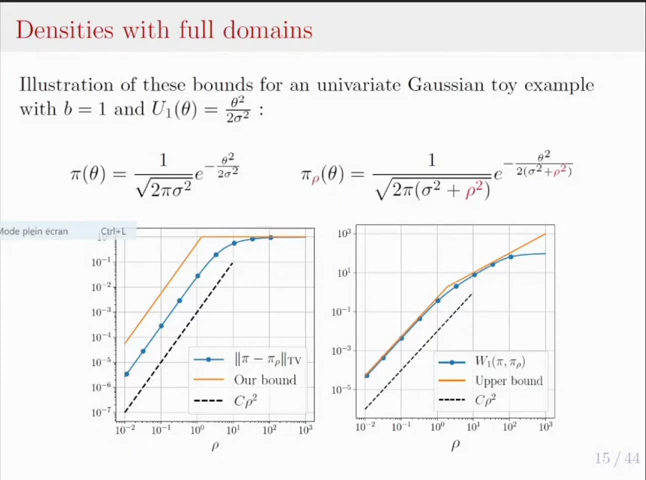 Densities with full domains
Illustration of these bounds for an univariate Gaussian toy example
with b = 1 and U₁(θ) = θ²/2σ² :
π(θ) = 1/√(2πσ²) e^(−θ²/2σ²)
π_ρ(θ) = 1/√(2π(σ² + ρ²)) e^(−θ²/2(σ²+ρ²))
Mode plein écran Ctrl+L
10⁻¹
10⁻²
10⁻³
10⁻⁴
10⁻⁵
10⁻⁶
10⁻⁷
‖π − π_ρ‖TV
Our bound
Cρ²
10⁻² 10⁻¹ 10⁰ 10¹ 10² 10³
ρ
10³
10¹
10⁻¹
10⁻³
10⁻⁵
W₁(π, π_ρ)
Upper bound
Cρ²
10⁻² 10⁻¹ 10⁰ 10¹ 10² 10³
ρ
15 / 44